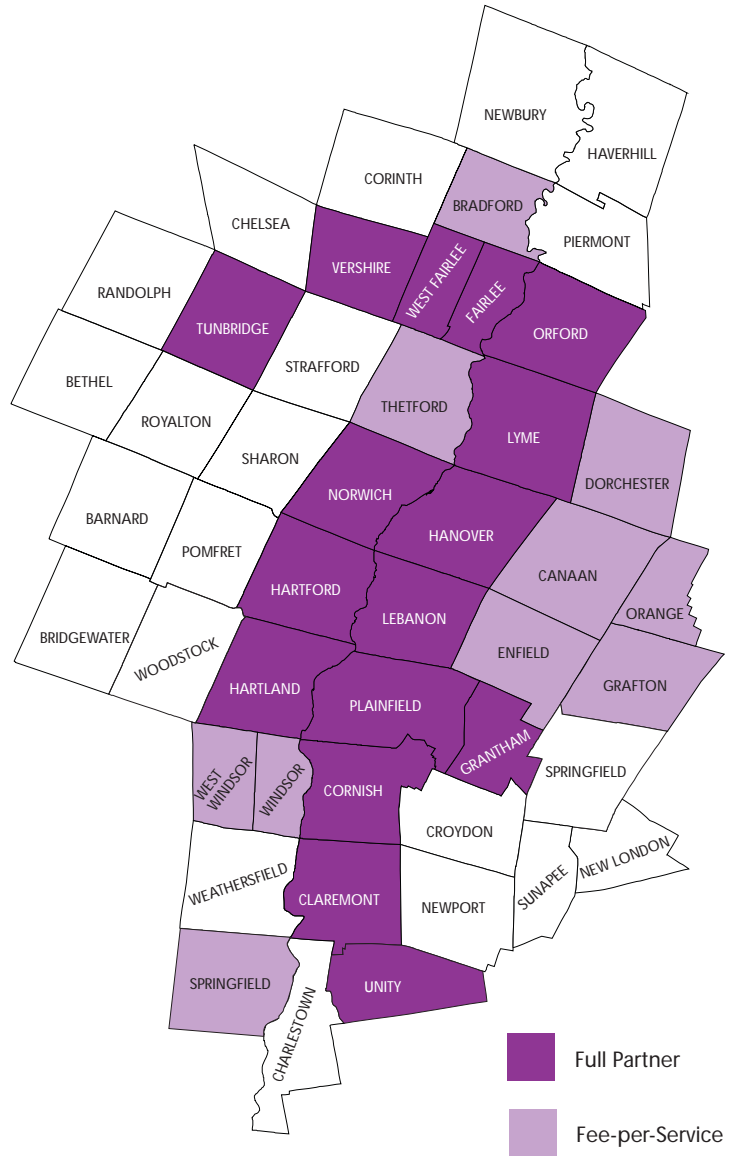 NEWBURY
HAVERHILL
CORINTH
BRADFORD
CHELSEA
PIERMONT
VERSHIRE
WEST FAIRLEE
FAIRLEE
RANDOLPH
TUNBRIDGE
ORFORD
STRAFFORD
BETHEL
THETFORD
ROYALTON
LYME
SHARON
DORCHESTER
NORWICH
BARNARD
HANOVER
POMFRET
CANAAN
HARTFORD
ORANGE
LEBANON
BRIDGEWATER
WOODSTOCK
ENFIELD
HARTLAND
GRAFTON
PLAINFIELD
GRANTHAM
SPRINGFIELD
WEST
WINDSOR
WINDSOR
CORNISH
CROYDON
NEW LONDON
SUNAPEE
WEATHERSFIELD
CLAREMONT
NEWPORT
SPRINGFIELD
UNITY
CHARLESTOWN
Full Partner
Fee-per-Service